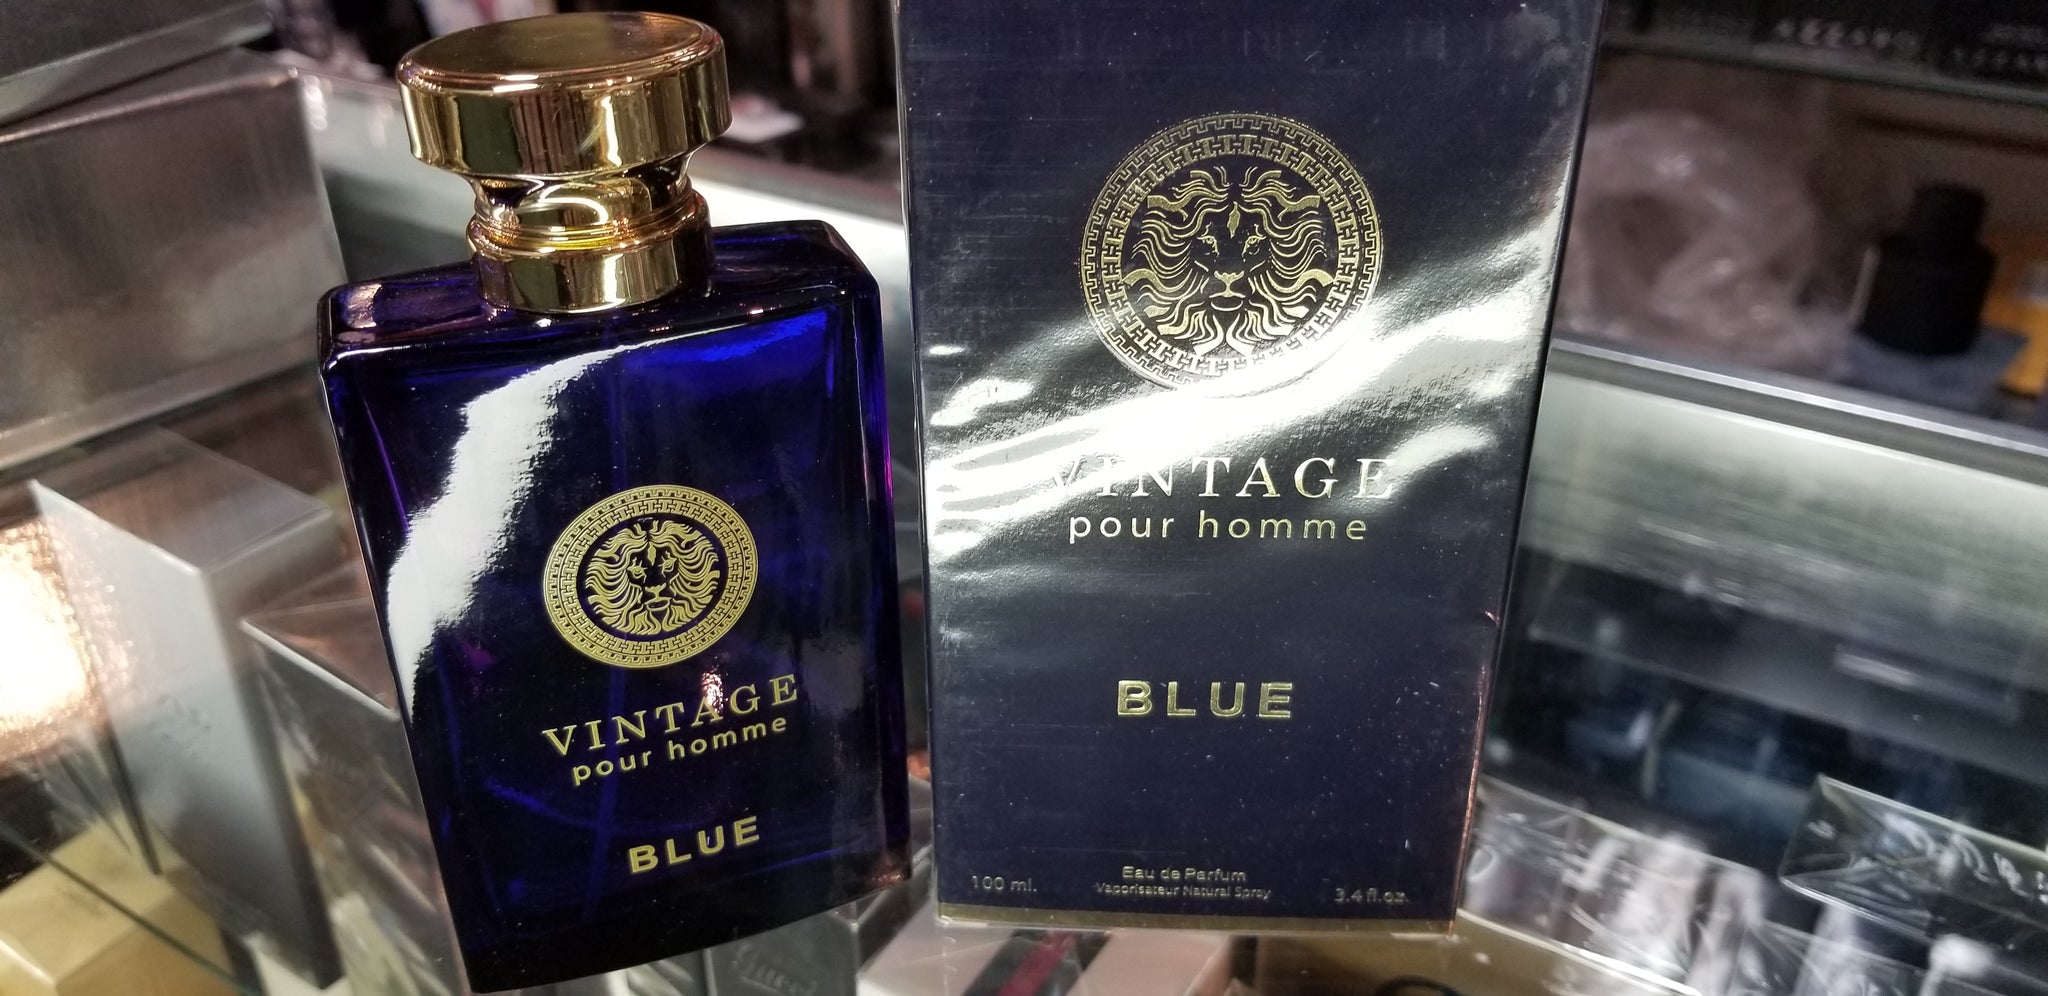 VINTAGE
pour homme
BLUE
VINTAGE
pour homme
BLUE
100 ml.
Eau de Parfum
Vaporisateur Natural Spray
3.4 fl.oz.